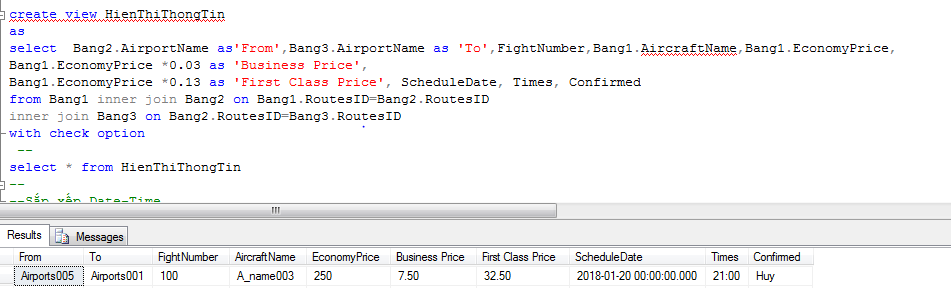 create view HienThiThongTin
as
select  Bang2.AirportName as'From',Bang3.AirportName as 'To',FightNumber,Bang1.AircraftName,Bang1.EconomyPrice,
Bang1.EconomyPrice *0.03 as 'Business Price',
Bang1.EconomyPrice *0.13 as 'First Class Price', ScheduleDate, Times, Confirmed
from Bang1 inner join Bang2 on Bang1.RoutesID=Bang2.RoutesID
inner join Bang3 on Bang2.RoutesID=Bang3.RoutesID
with check option
--
select * from HienThiThongTin
--
--Sắp xếp Date-Time
Results Messages
From To FightNumber AircraftName EconomyPrice Business Price First Class Price ScheduleDate Times Confirmed
Airports005 Airports001 100 A_name003 250 7.50 32.50 2018-01-20 00:00:00.000 21:00 Huy